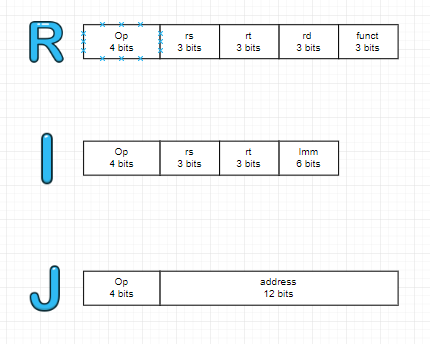 R
Op rs rt rd funct
4 bits 3 bits 3 bits 3 bits 3 bits
I
Op rs rt Imm
4 bits 3 bits 3 bits 6 bits
J
Op address
4 bits 12 bits